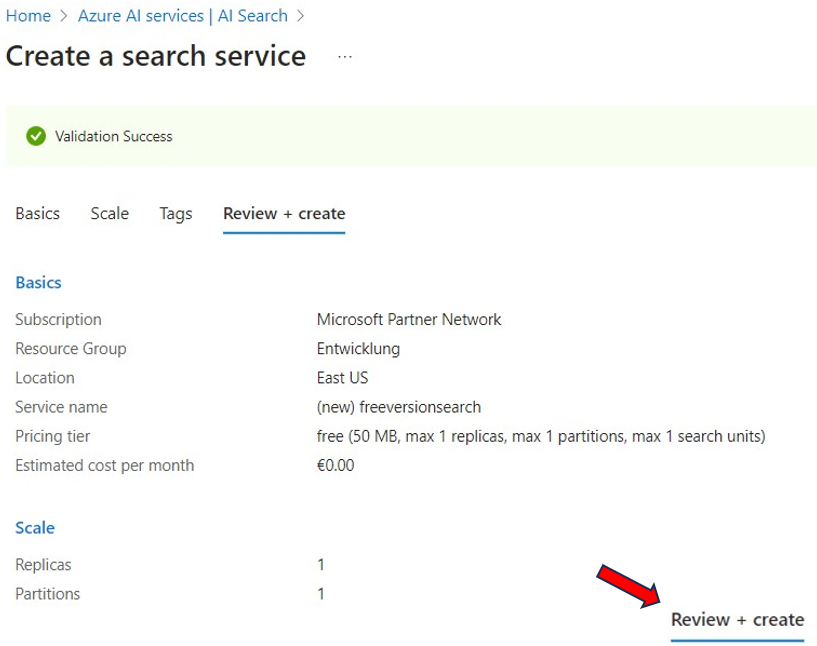 Home > Azure AI services | AI Search >
Create a search service ...
Validation Success
Basics Scale Tags Review + create
Basics
Subscription Microsoft Partner Network
Resource Group Entwicklung
Location East US
Service name (new) freeversionsearch
Pricing tier free (50 MB, max 1 replicas, max 1 partitions, max 1 search units)
Estimated cost per month €0.00
Scale
Replicas 1
Partitions 1
Review + create